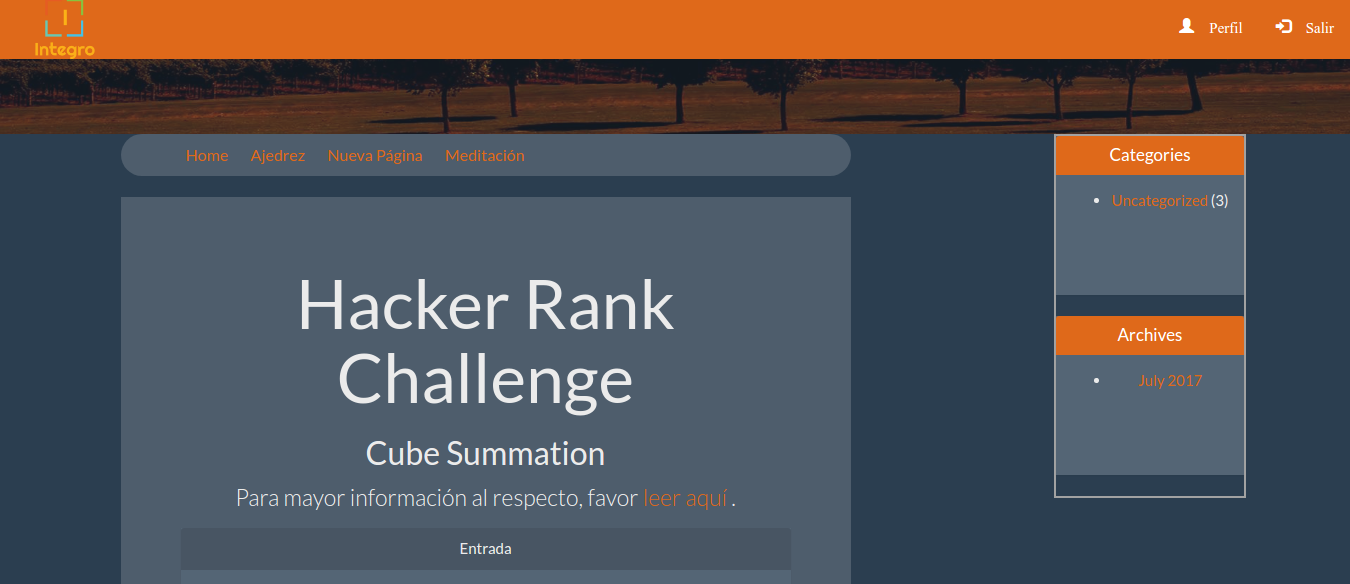 I
Integro
Perfil
Salir
Home
Ajedrez
Nueva Página
Meditación
Categories
Uncategorized (3)
Archives
July 2017
Hacker Rank
Challenge
Cube Summation
Para mayor información al respecto, favor leer aquí .
Entrada